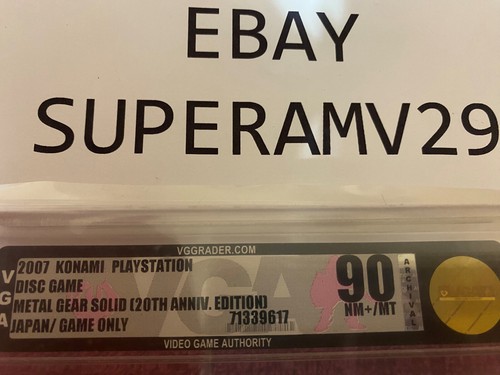 EBAY
SUPERAMV29
VGGRADER.COM
VGA
2007 KONAMI PLAYSTATION
DISC GAME
METAL GEAR SOLID (20TH ANNIV. EDITION)
JAPAN/ GAME ONLY
71339617
90
NM+/MT
ARCHIVAL
VIDEO GAME AUTHORITY